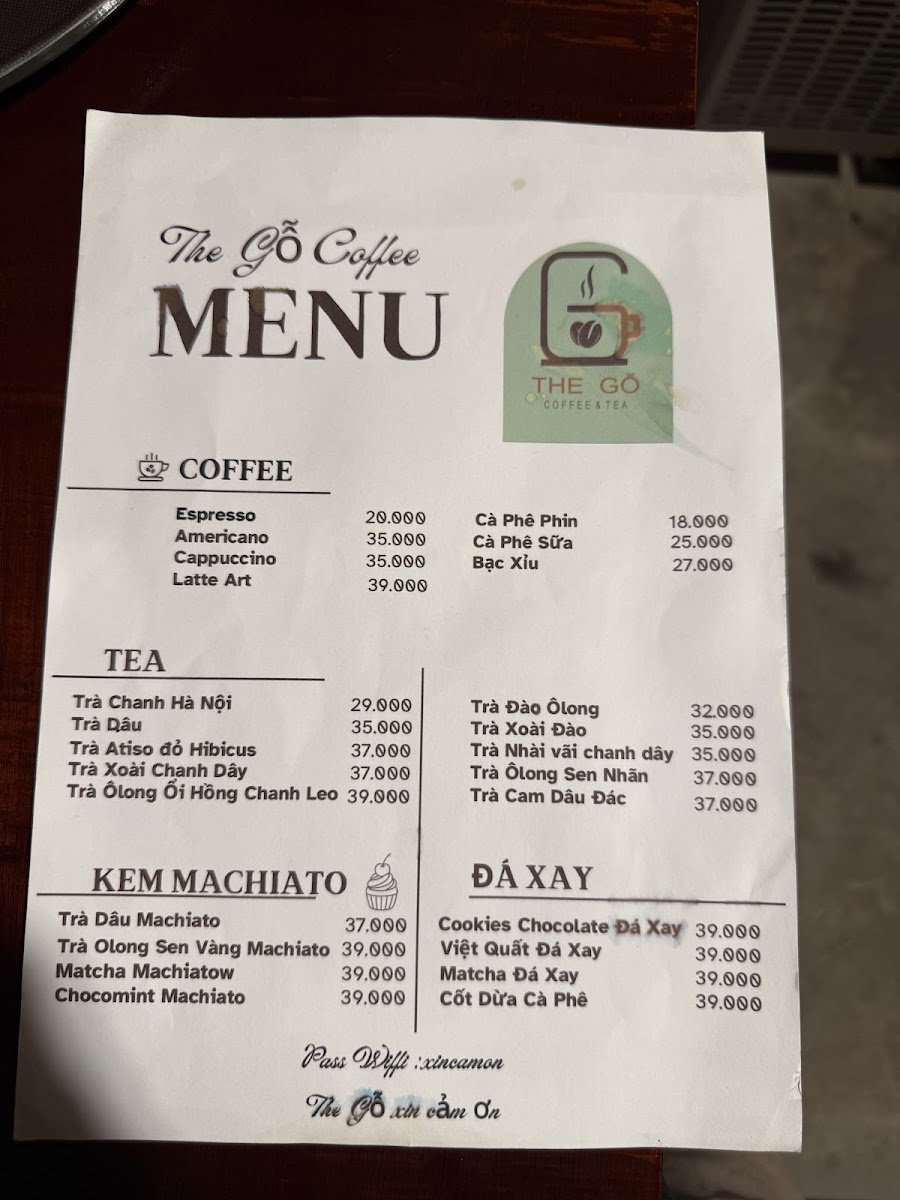 The Gỗ Coffee
MENU
THE GỖ
COFFEE & TEA
COFFEE
Espresso 20.000
Americano 35.000
Cappuccino 35.000
Latte Art 39.000
Cà Phê Phin 18.000
Cà Phê Sữa 25.000
Bạc Xỉu 27.000
TEA
Trà Chanh Hà Nội 29.000
Trà Dâu 35.000
Trà Atiso đỏ Hibicus 37.000
Trà Xoài Chanh Dây 37.000
Trà Ôlong Ổi Hồng Chanh Leo 39.000
Trà Đào Ôlong 32.000
Trà Xoài Đào 35.000
Trà Nhài vãi chanh dây 35.000
Trà Ôlong Sen Nhãn 37.000
Trà Cam Dâu Đác 37.000
KEM MACHIATO
Trà Dâu Machiato 37.000
Trà Olong Sen Vàng Machiato 39.000
Matcha Machiatow 39.000
Chocomint Machiato 39.000
ĐÁ XAY
Cookies Chocolate Đá Xay 39.000
Việt Quất Đá Xay 39.000
Matcha Đá Xay 39.000
Cốt Dừa Cà Phê 39.000
Pass Wiffi :xincamon
The Gỗ xin cảm ơn